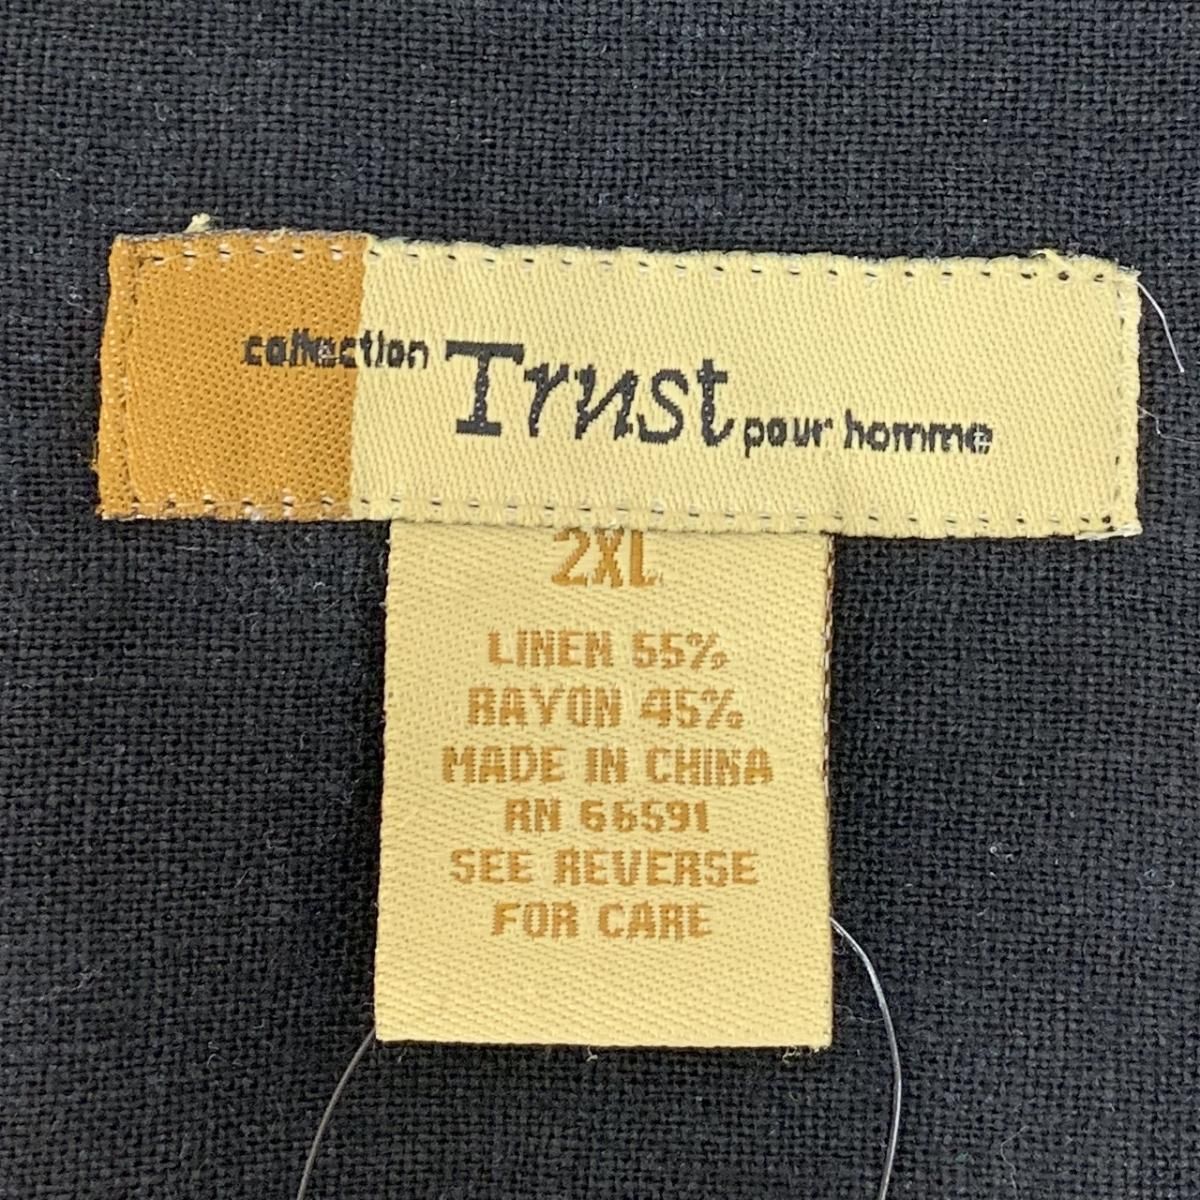 collection Trust pour homme
2XL
LINEN 55%
RAYON 45%
MADE IN CHINA
RN 66591
SEE REVERSE
FOR CARE